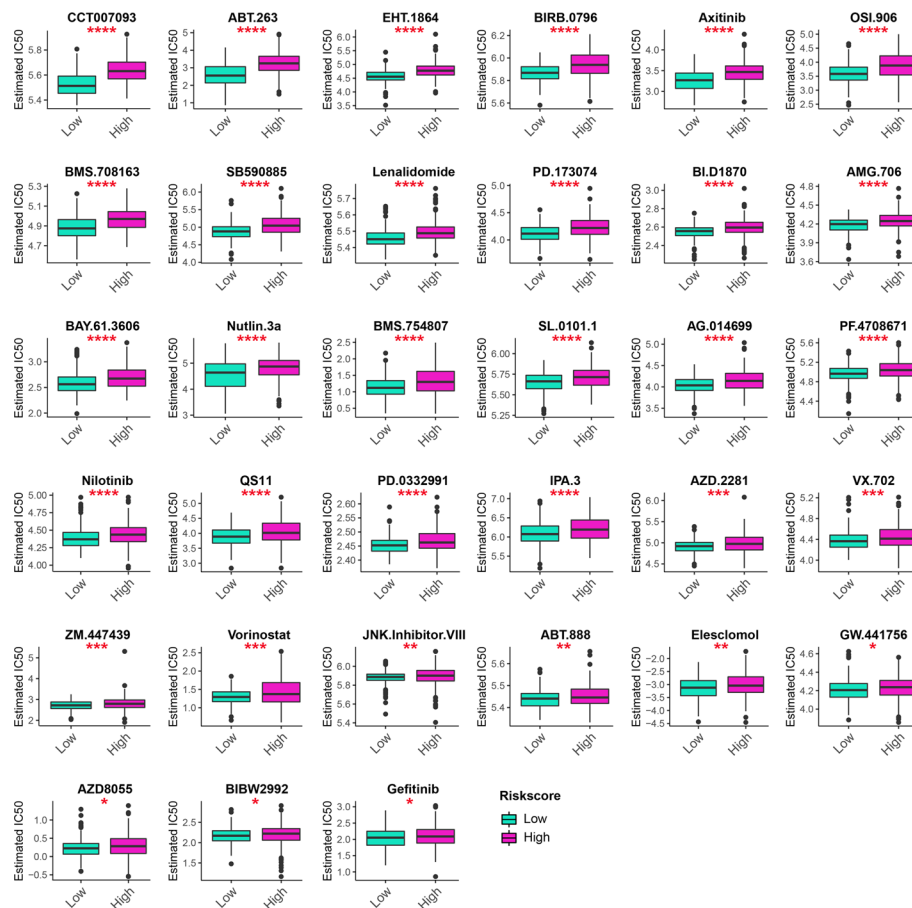 CCT007093 ABT.263 EHT.1864 BIRB.0796 Axitinib OSI.906
**** **** **** **** **** ****
Estimated IC50 Estimated IC50 Estimated IC50 Estimated IC50 Estimated IC50 Estimated IC50
5.8 5.6 5.4
5 4 3 2 1
6.0 5.5 5.0 4.5 4.0 3.5
6.2 6.0 5.8 5.6
4.0 3.5 3.0
5.0 4.5 4.0 3.5 3.0 2.5
Low High Low High Low High Low High Low High Low High
BMS.708163 SB590885 Lenalidomide PD.173074 BI.D1870 AMG.706
**** **** **** **** **** ****
Estimated IC50 Estimated IC50 Estimated IC50 Estimated IC50 Estimated IC50 Estimated IC50
5.3 5.1 4.9 4.7
6.0 5.5 5.0 4.5 4.0
5.7 5.6 5.5 5.4
5.0 4.5 4.0
3.0 2.8 2.6 2.4
4.8 4.5 4.2 3.9 3.6
Low High Low High Low High Low High Low High Low High
BAY.61.3606 Nutlin.3a BMS.754807 SL.0101.1 AG.014699 PF.4708671
**** **** **** **** **** ****
Estimated IC50 Estimated IC50 Estimated IC50 Estimated IC50 Estimated IC50 Estimated IC50
3.0 2.5 2.0
5 4 3
2.5 2.0 1.5 1.0 0.5
6.00 5.75 5.50 5.25
5.0 4.5 4.0 3.5
5.6 5.2 4.8 4.4
Low High Low High Low High Low High Low High Low High
Nilotinib QS11 PD.0332991 IPA.3 AZD.2281 VX.702
**** **** **** **** *** ***
Estimated IC50 Estimated IC50 Estimated IC50 Estimated IC50 Estimated IC50 Estimated IC50
5.00 4.75 4.50 4.25 4.00
5.0 4.5 4.0 3.5 3.0
2.60 2.55 2.50 2.45 2.40
7.0 6.5 6.0 5.5
6.0 5.5 5.0 4.5
5.2 4.8 4.4 4.0
Low High Low High Low High Low High Low High Low High
ZM.447439 Vorinostat JNK.Inhibitor.VIII ABT.888 Elesclomol GW.441756
*** *** ** ** ** *
Estimated IC50 Estimated IC50 Estimated IC50 Estimated IC50 Estimated IC50 Estimated IC50
5 4 3 2
2.5 2.0 1.5 1.0
6.0 5.8 5.6 5.4
5.6 5.5 5.4
−2.0 −2.5 −3.0 −3.5 −4.0 −4.5
4.6 4.4 4.2 4.0
Low High Low High Low High Low High Low High Low High
AZD8055 BIBW2992 Gefitinib
* * *
Estimated IC50 Estimated IC50 Estimated IC50
1.0 0.5 0.0 −0.5
2.5 2.0 1.5
3.0 2.5 2.0 1.5 1.0
Low High Low High Low High
Riskscore
Low
High